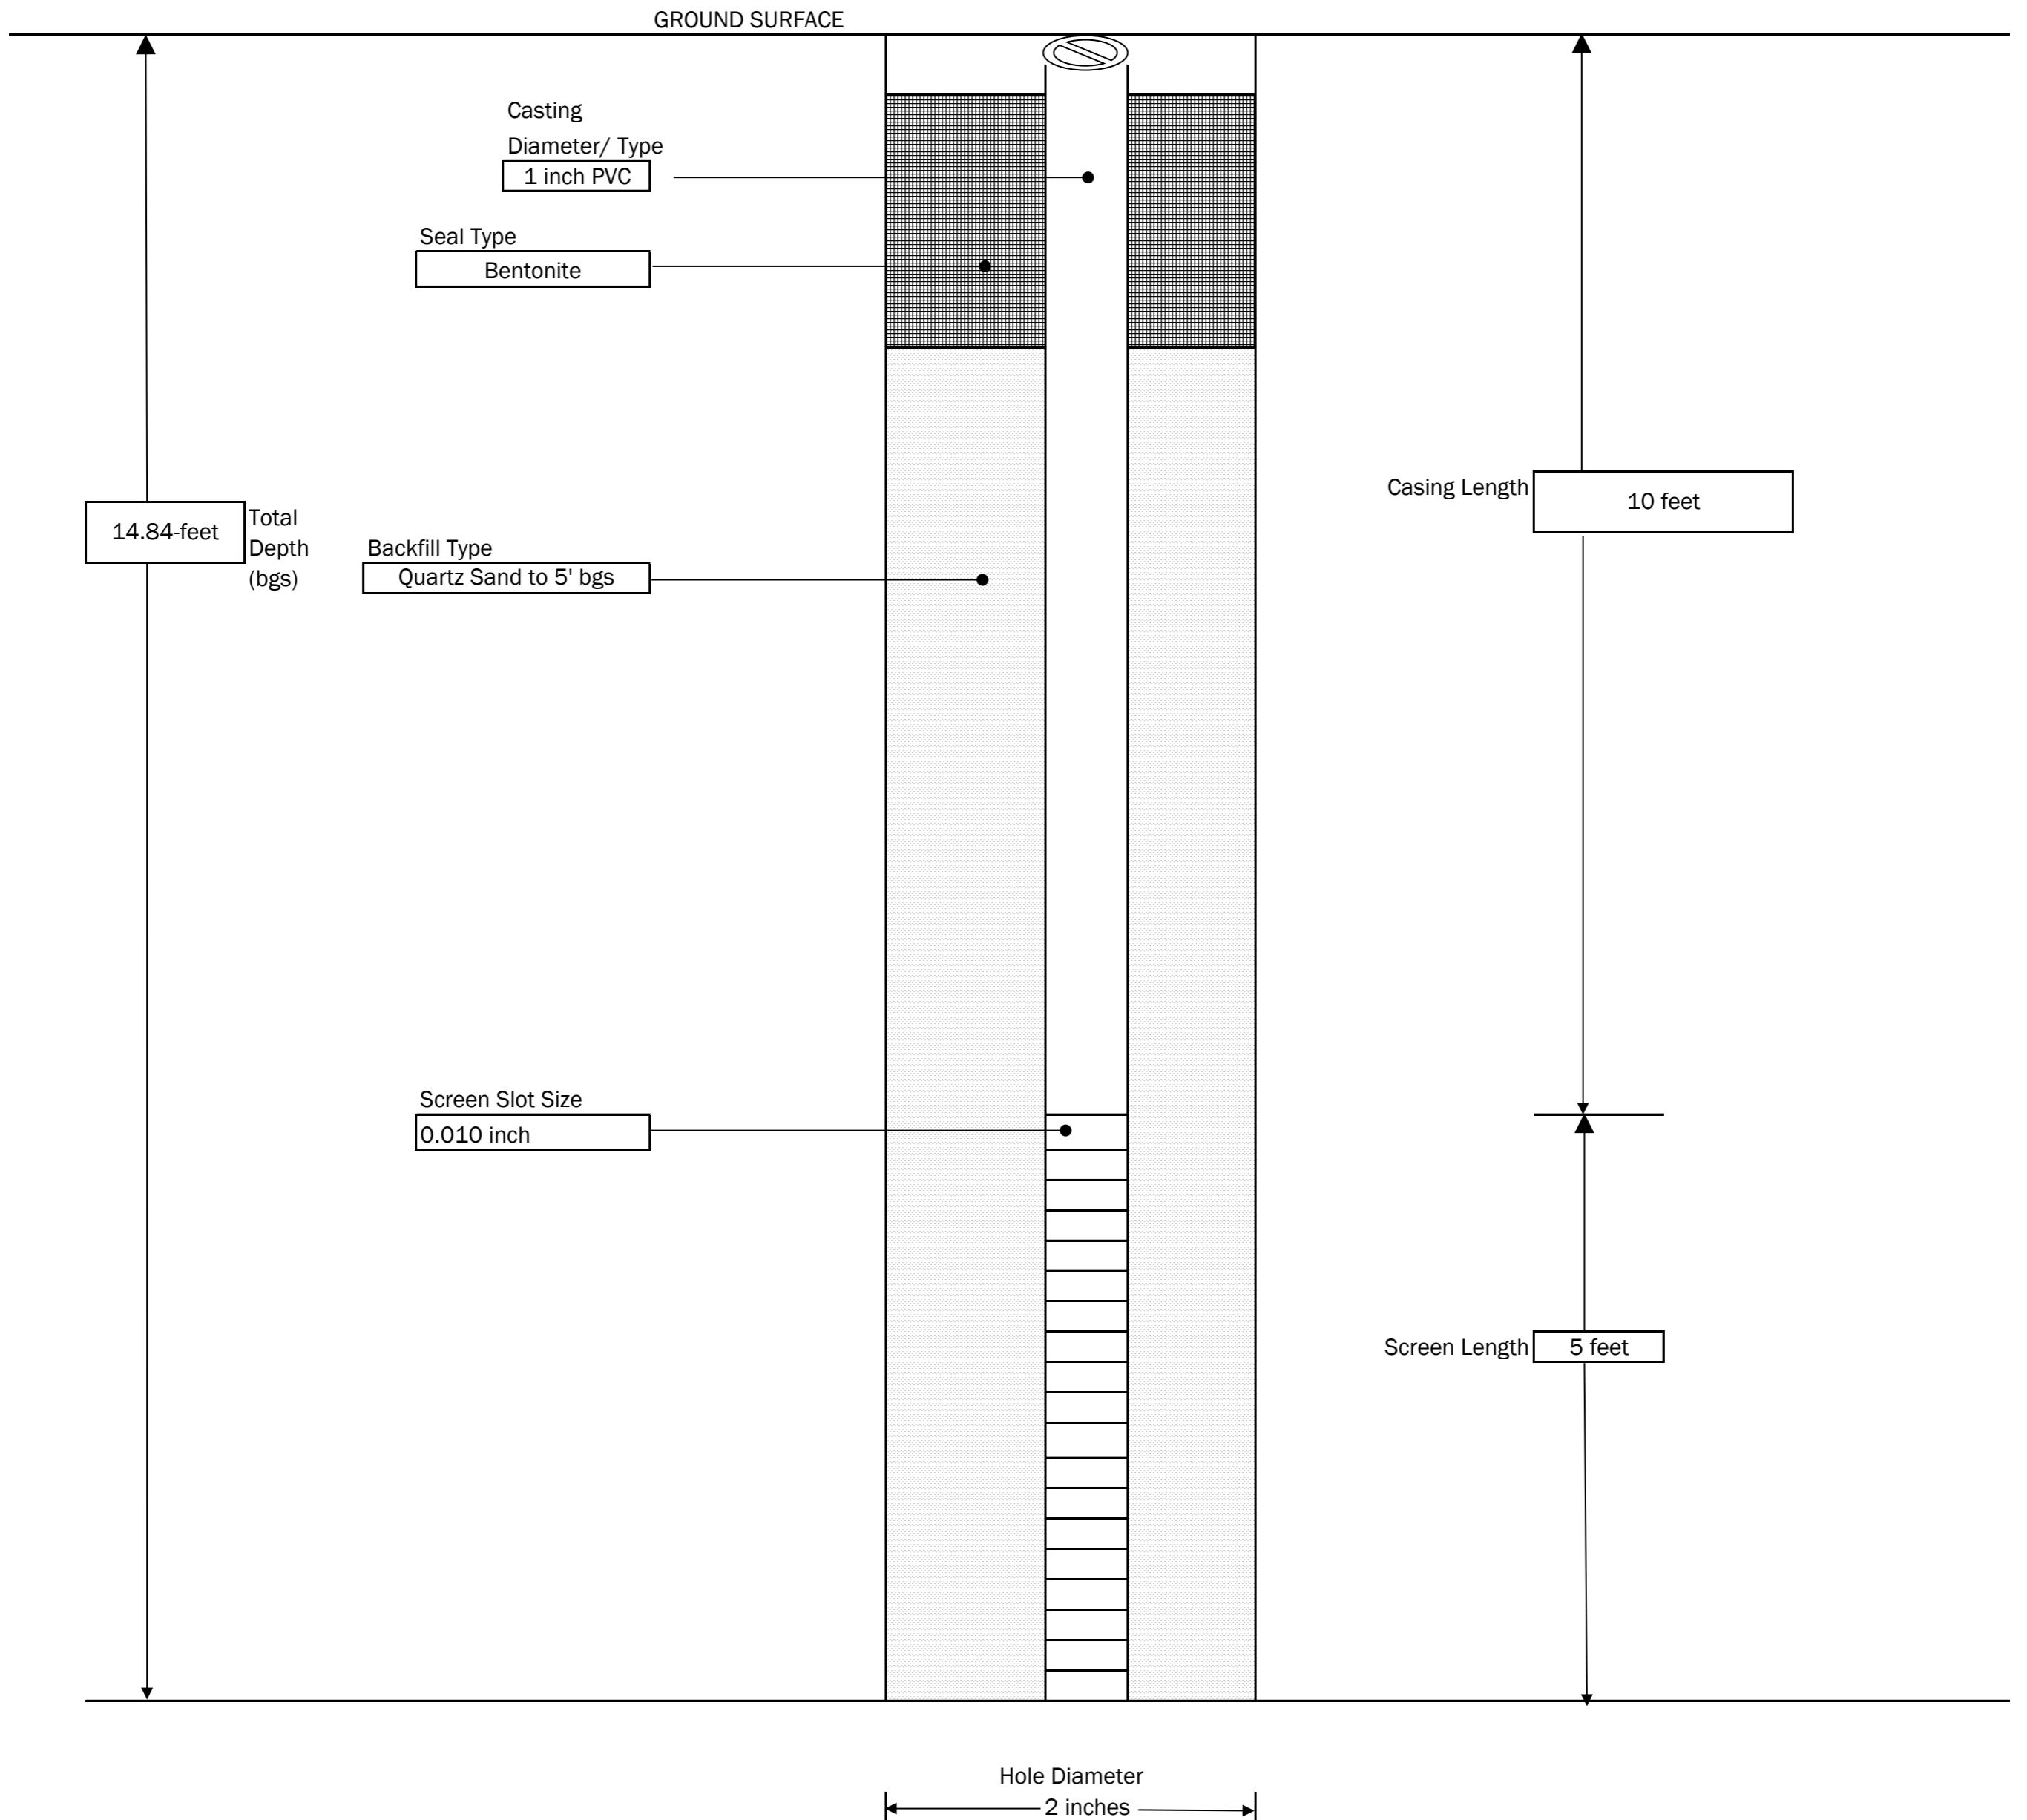 GROUND SURFACE
Casting
Diameter/ Type
1 inch PVC
Seal Type
Bentonite
Casing Length
10 feet
14.84-feet
Total
Depth
(bgs)
Backfill Type
Quartz Sand to 5' bgs
Screen Slot Size
0.010 inch
Screen Length
5 feet
Hole Diameter
2 inches